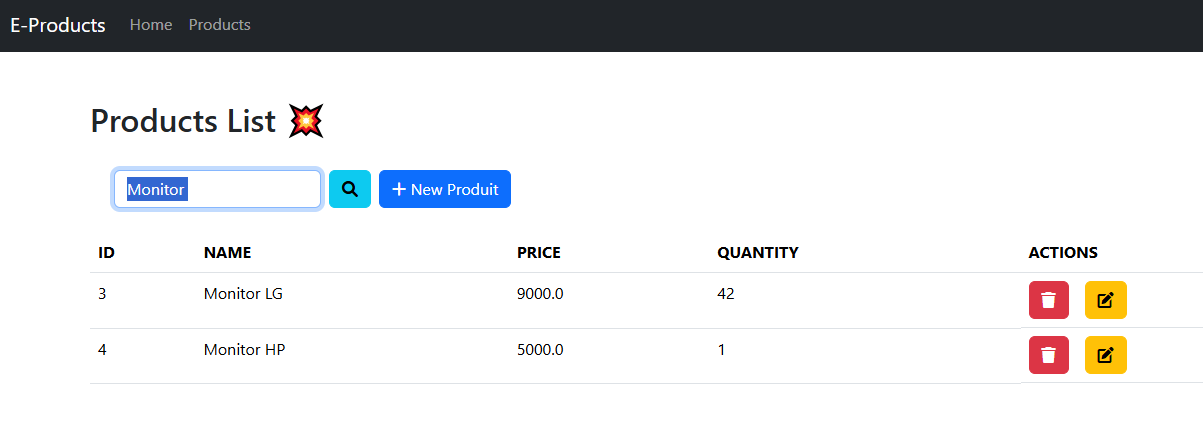 E-Products Home Products
Products List 💥
Monitor
New Produit
ID NAME PRICE QUANTITY ACTIONS
3 Monitor LG 9000.0 42
4 Monitor HP 5000.0 1